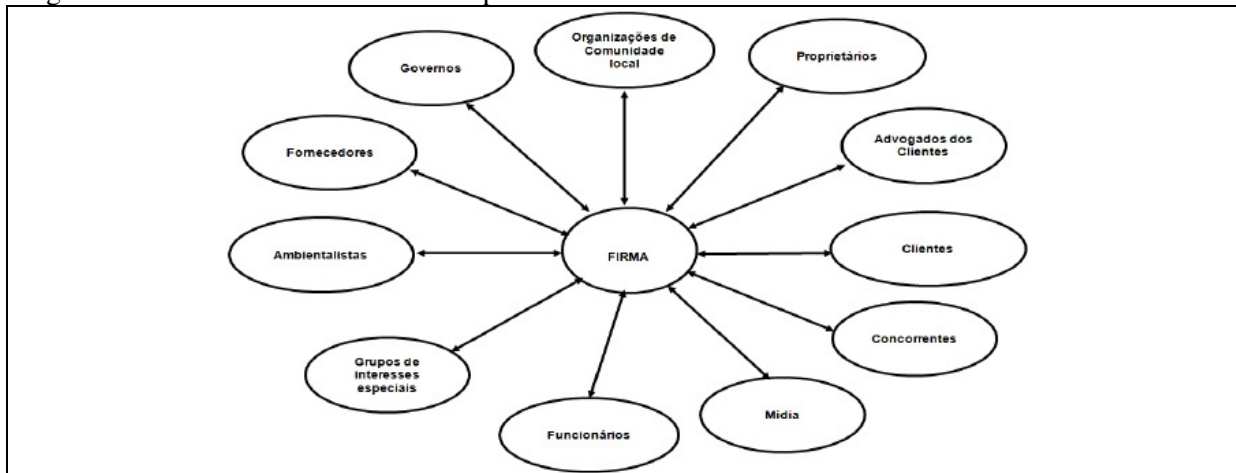 Organizações de
Comunidade
local
Proprietários
Governos
Advogados dos
Clientes
Fornecedores
Ambientalistas
FIRMA
Clientes
Concorrentes
Grupos de
interesses
especiais
Mídia
Funcionários